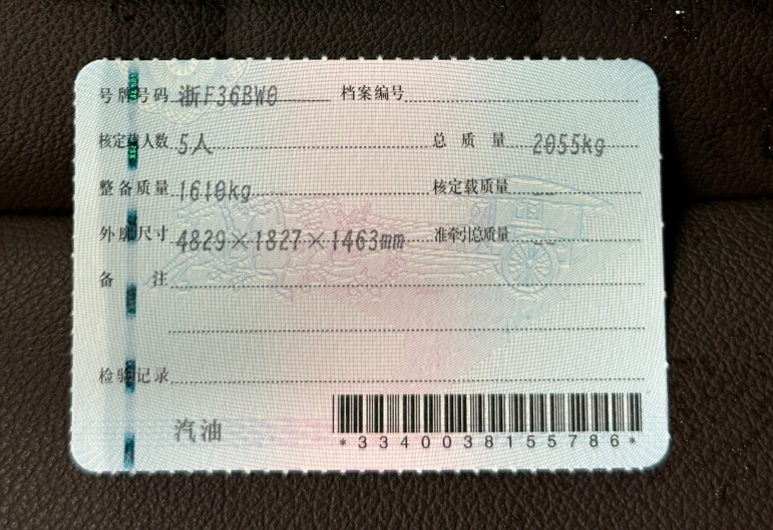 号牌号码 浙F36BW0 档案编号
核定载人数 5人 总质量 2055kg
整备质量 1610kg 核定载质量 --
外廓尺寸 4829×1827×1463mm 准牵引总质量 --
备注
检验记录
汽油
*3340038155786*